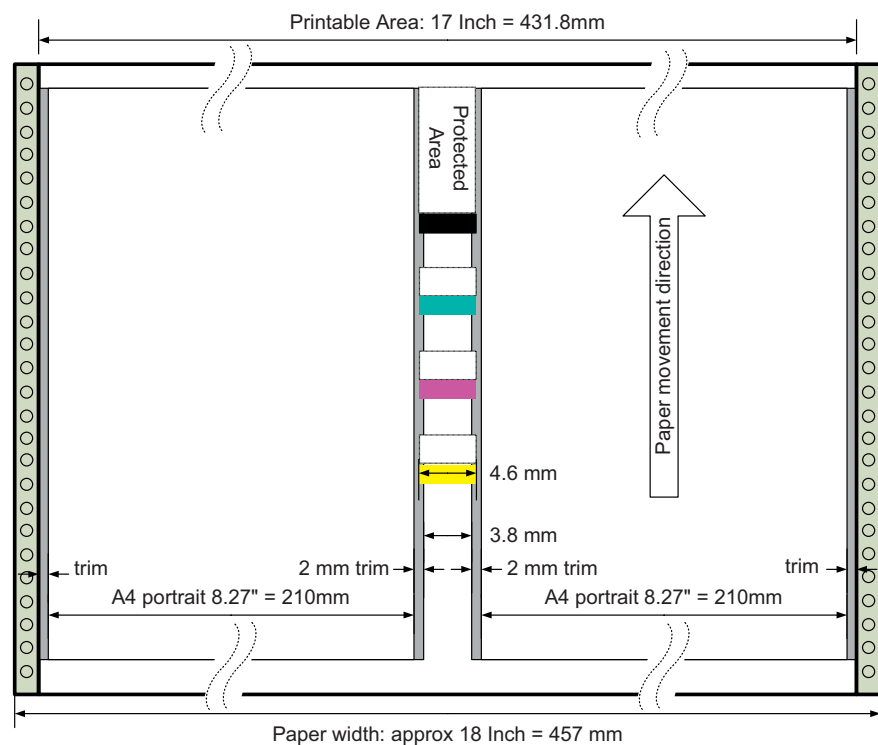 Printable Area: 17 Inch = 431.8mm
Protected
Area
Paper movement direction
4.6 mm
3.8 mm
trim
2 mm trim
2 mm trim
trim
A4 portrait 8.27" = 210mm
A4 portrait 8.27" = 210mm
Paper width: approx 18 Inch = 457 mm